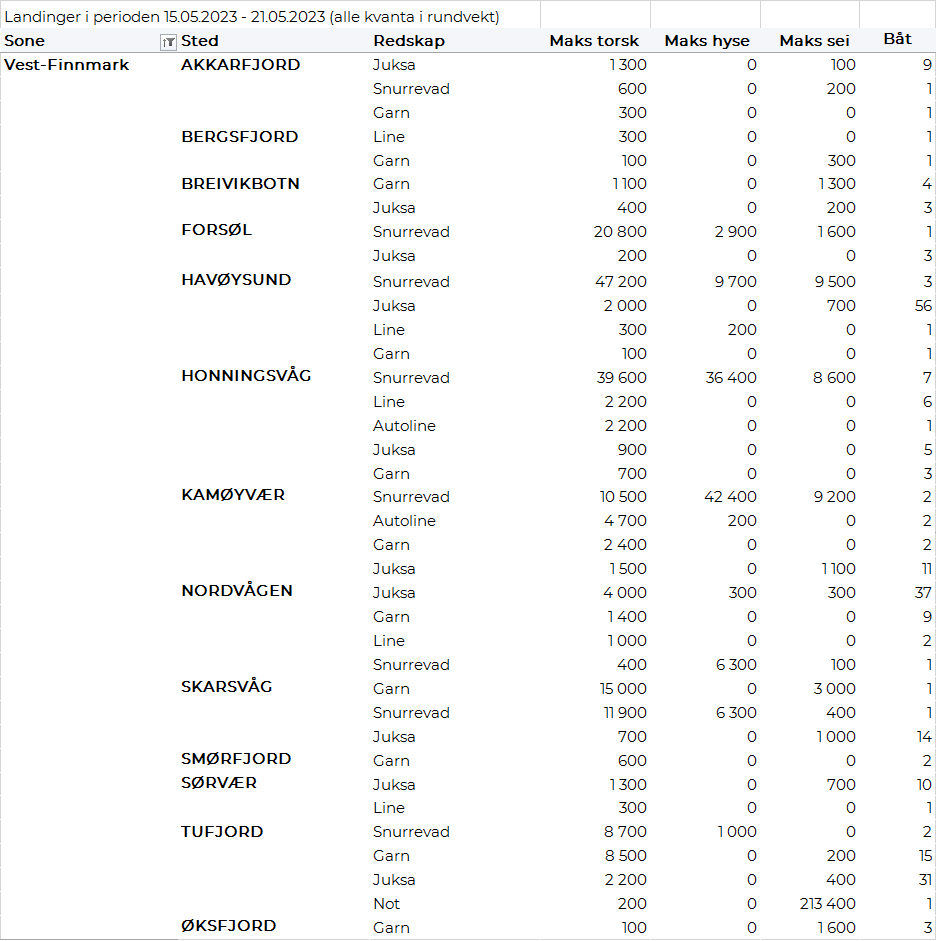 Landinger i perioden 15.05.2023 - 21.05.2023 (alle kvanta i rundvekt)
Sone Sted Redskap Maks torsk Maks hyse Maks sei Båt
Vest-Finnmark AKKARFJORD Juksa 1 300 0 100 9
Snurrevad 600 0 200 1
Garn 300 0 0 1
BERGSFJORD Line 300 0 0 1
Garn 100 0 300 1
BREIVIKBOTN Garn 1 100 0 1 300 4
Juksa 400 0 200 3
FORSØL Snurrevad 20 800 2 900 1 600 1
Juksa 200 0 0 3
HAVØYSUND Snurrevad 47 200 9 700 9 500 3
Juksa 2 000 0 700 56
Line 300 200 0 1
Garn 100 0 0 1
HONNINGSVÅG Snurrevad 39 600 36 400 8 600 7
Line 2 200 0 0 6
Autoline 2 200 0 0 1
Juksa 900 0 0 5
Garn 700 0 0 3
KAMØYVÆR Snurrevad 10 500 42 400 9 200 2
Autoline 4 700 200 0 2
Garn 2 400 0 0 2
Juksa 1 500 0 1 100 11
NORDVÅGEN Juksa 4 000 300 300 37
Garn 1 400 0 0 9
Line 1 000 0 0 2
Snurrevad 400 6 300 100 1
SKARSVÅG Garn 15 000 0 3 000 1
Snurrevad 11 900 6 300 400 1
Juksa 700 0 1 000 14
SMØRFJORD Garn 600 0 0 2
SØRVÆR Juksa 1 300 0 700 10
Line 300 0 0 1
TUFJORD Snurrevad 8 700 1 000 0 2
Garn 8 500 0 200 15
Juksa 2 200 0 400 31
Not 200 0 213 400 1
ØKSFJORD Garn 100 0 1 600 3